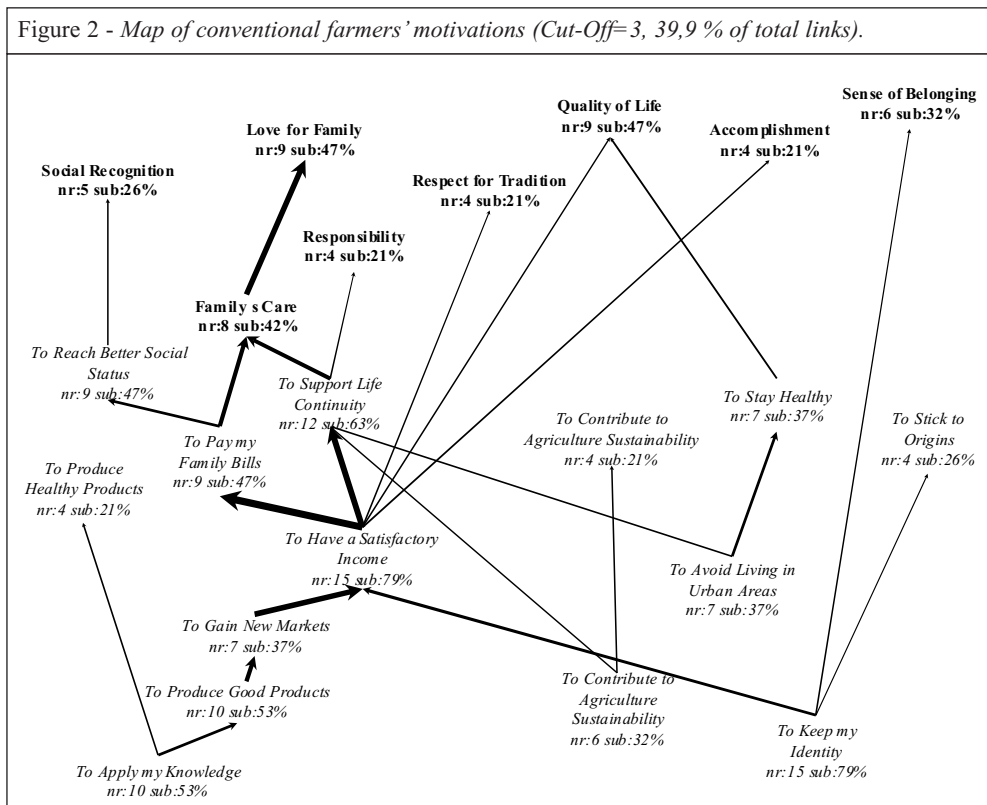 Figure 2 - Map of conventional farmers' motivations (Cut-Off=3, 39,9 % of total links).
Sense of Belonging
nr:6 sub:32%
Quality of Life
nr:9 sub:47%
Accomplishment
nr:4 sub:21%
Love for Family
nr:9 sub:47%
Social Recognition
nr:5 sub:26%
Respect for Tradition
nr:4 sub:21%
Responsibility
nr:4 sub:21%
Family s Care
nr:8 sub:42%
To Reach Better Social
Status
nr:9 sub:47%
To Support Life
Continuity
nr:12 sub:63%
To Stay Healthy
nr:7 sub:37%
To Contribute to
Agriculture Sustainability
nr:4 sub:21%
To Stick to
Origins
nr:4 sub:26%
To Pay my
Family Bills
nr:9 sub:47%
To Produce
Healthy Products
nr:4 sub:21%
To Have a Satisfactory
Income
nr:15 sub:79%
To Avoid Living in
Urban Areas
nr:7 sub:37%
To Gain New Markets
nr:7 sub:37%
To Produce Good Products
nr:10 sub:53%
To Contribute to
Agriculture
Sustainability
nr:6 sub:32%
To Keep my
Identity
nr:15 sub:79%
To Apply my Knowledge
nr:10 sub:53%